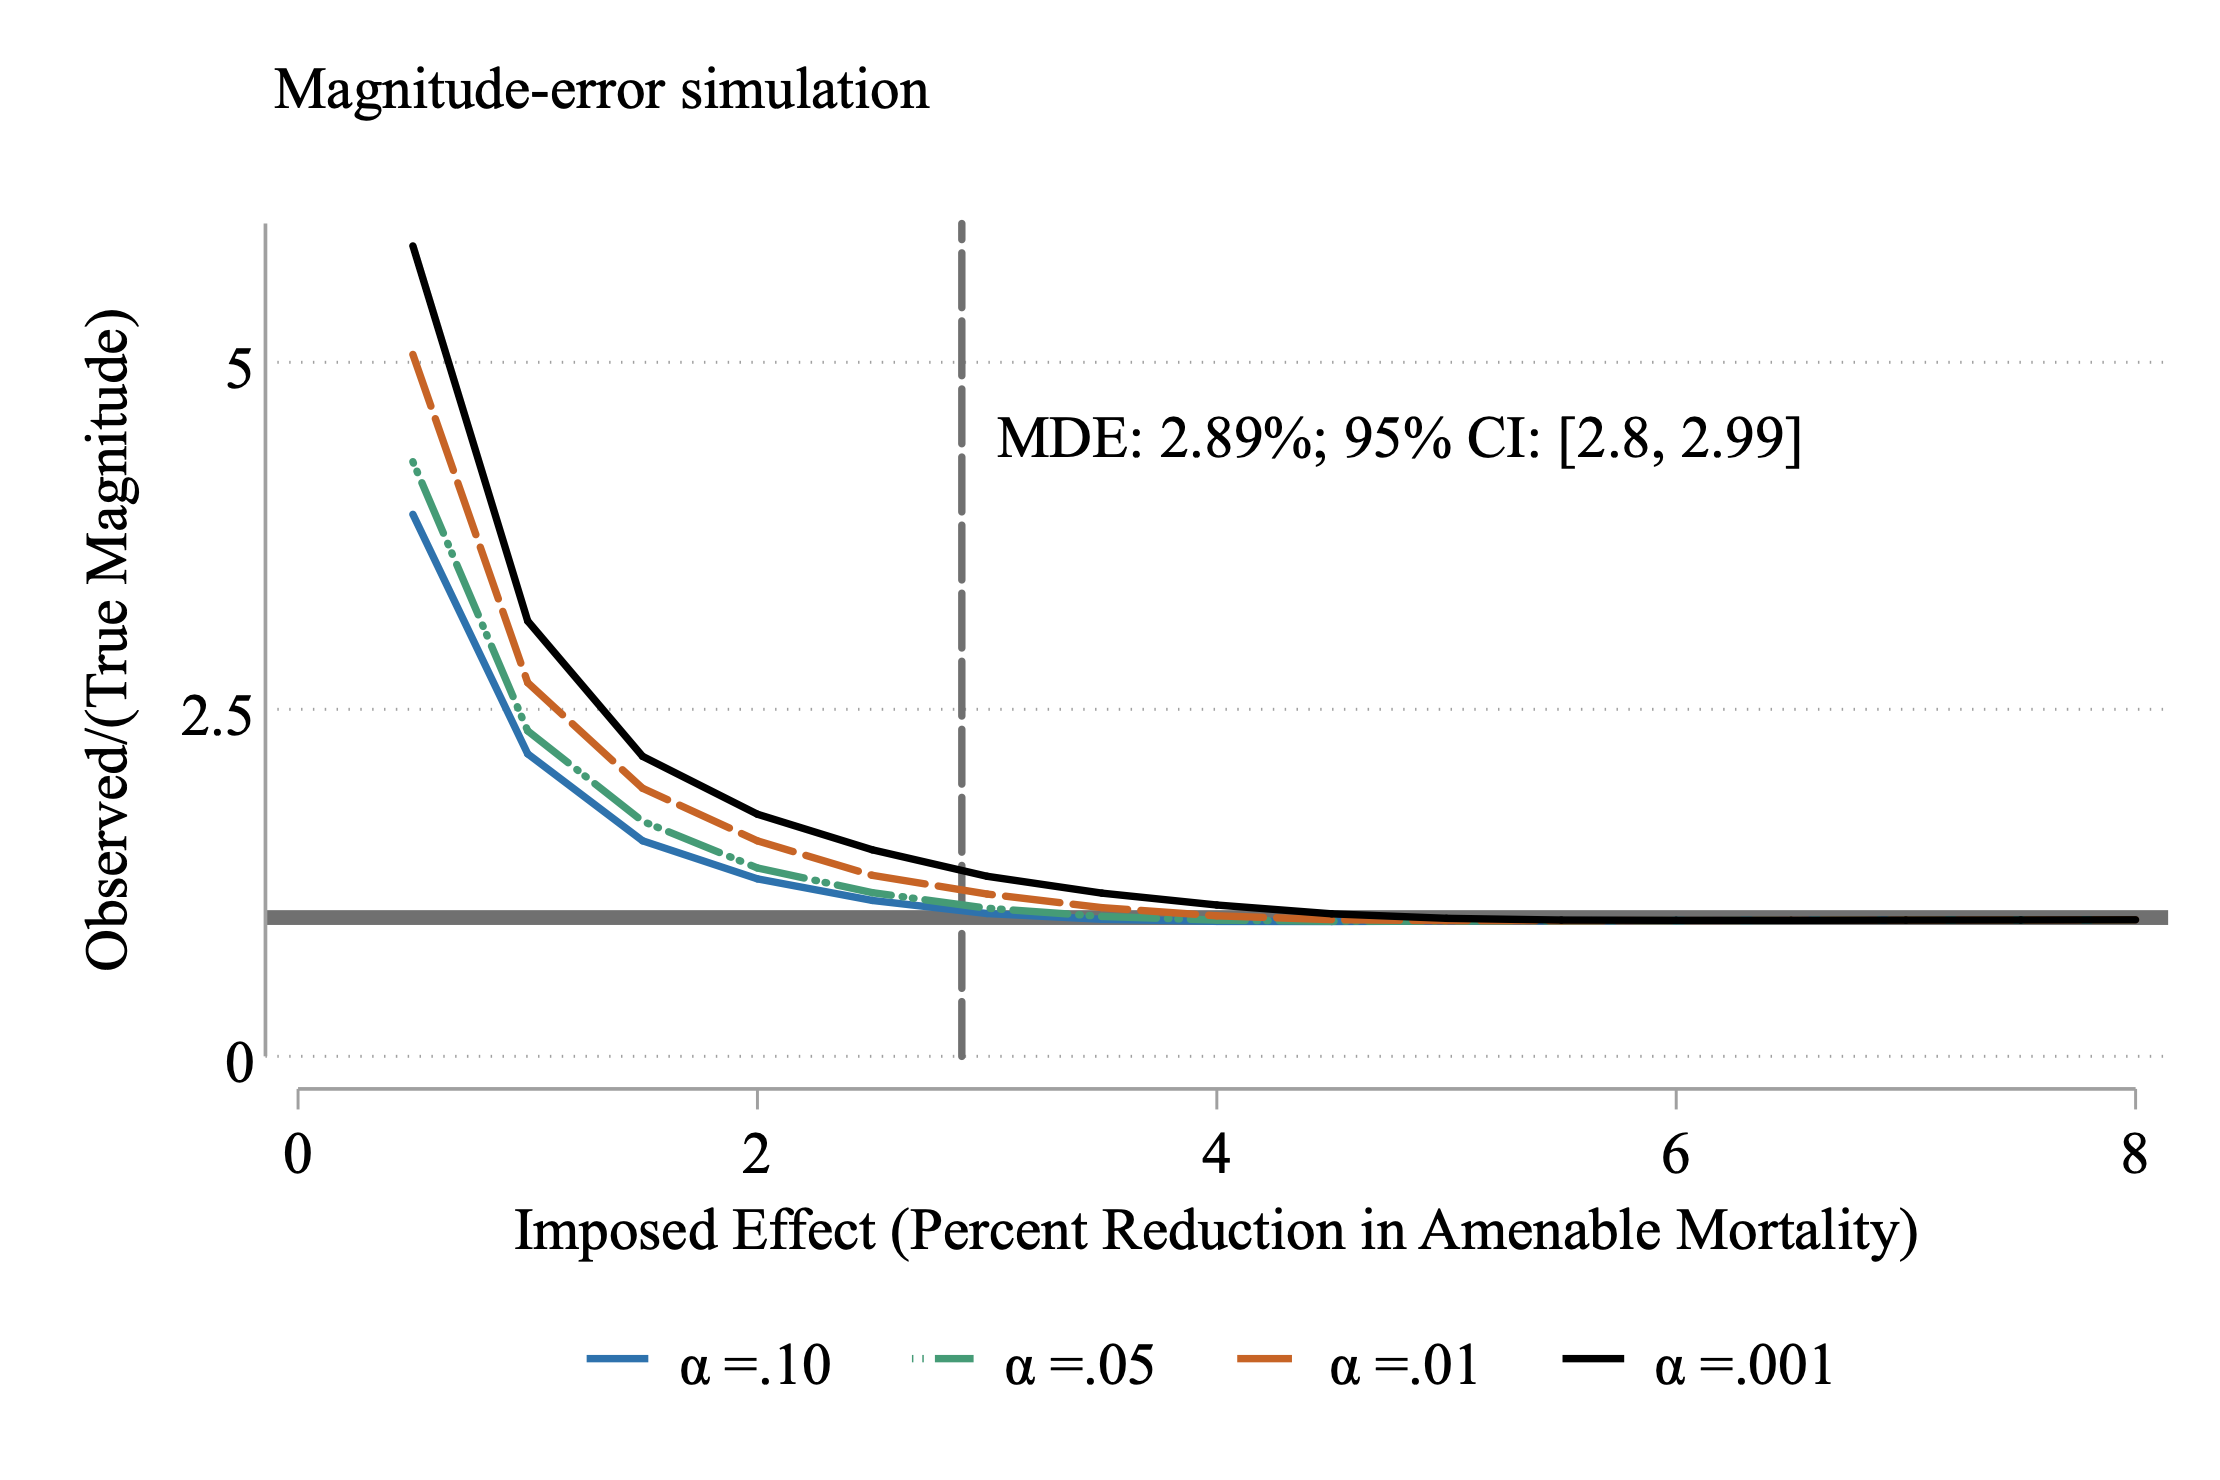 Magnitude-error simulation
Observed/(True Magnitude)
5
2.5
0
MDE: 2.89%; 95% CI: [2.8, 2.99]
0 2 4 6 8
Imposed Effect (Percent Reduction in Amenable Mortality)
α =.10 α =.05 α =.01 α =.001